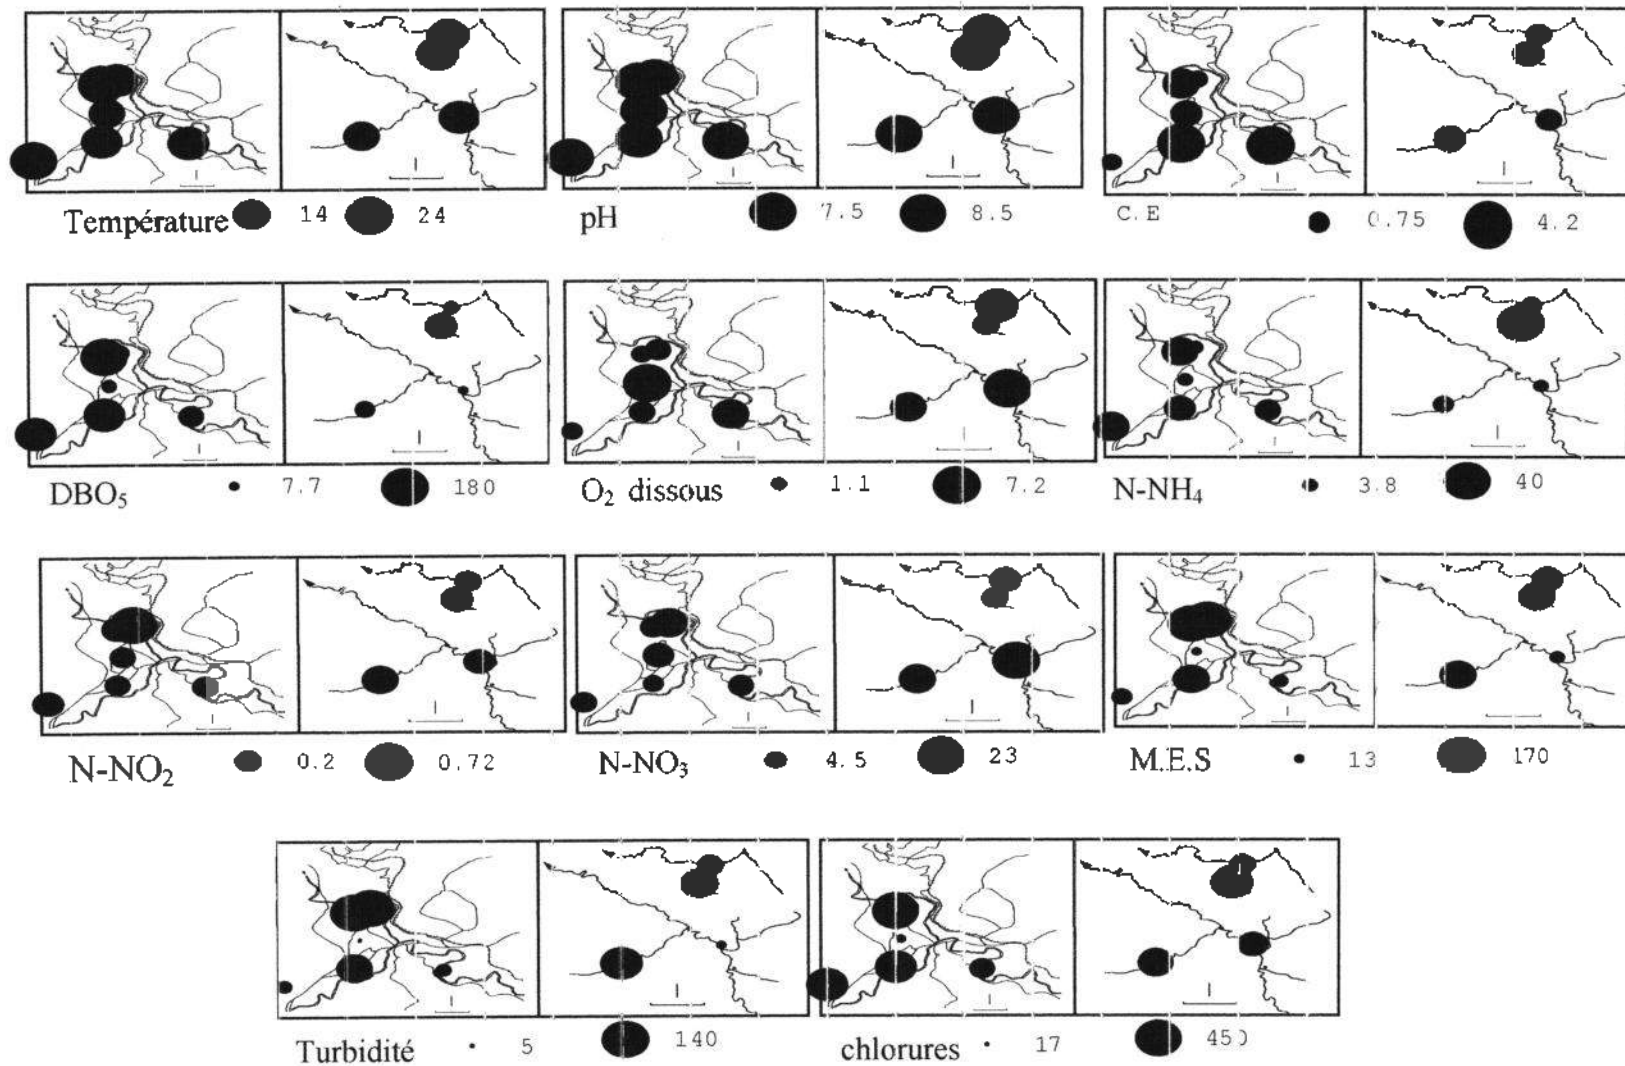 Température 14 24
pH 7.5 8.5
C.E 0.75 4.2
DBO₅ 7.7 180
O₂ dissous 1.1 7.2
N-NH₄ 3.8 40
N-NO₂ 0.2 0.72
N-NO₃ 4.5 23
M.E.S 13 170
Turbidité 5 140
chlorures 17 450